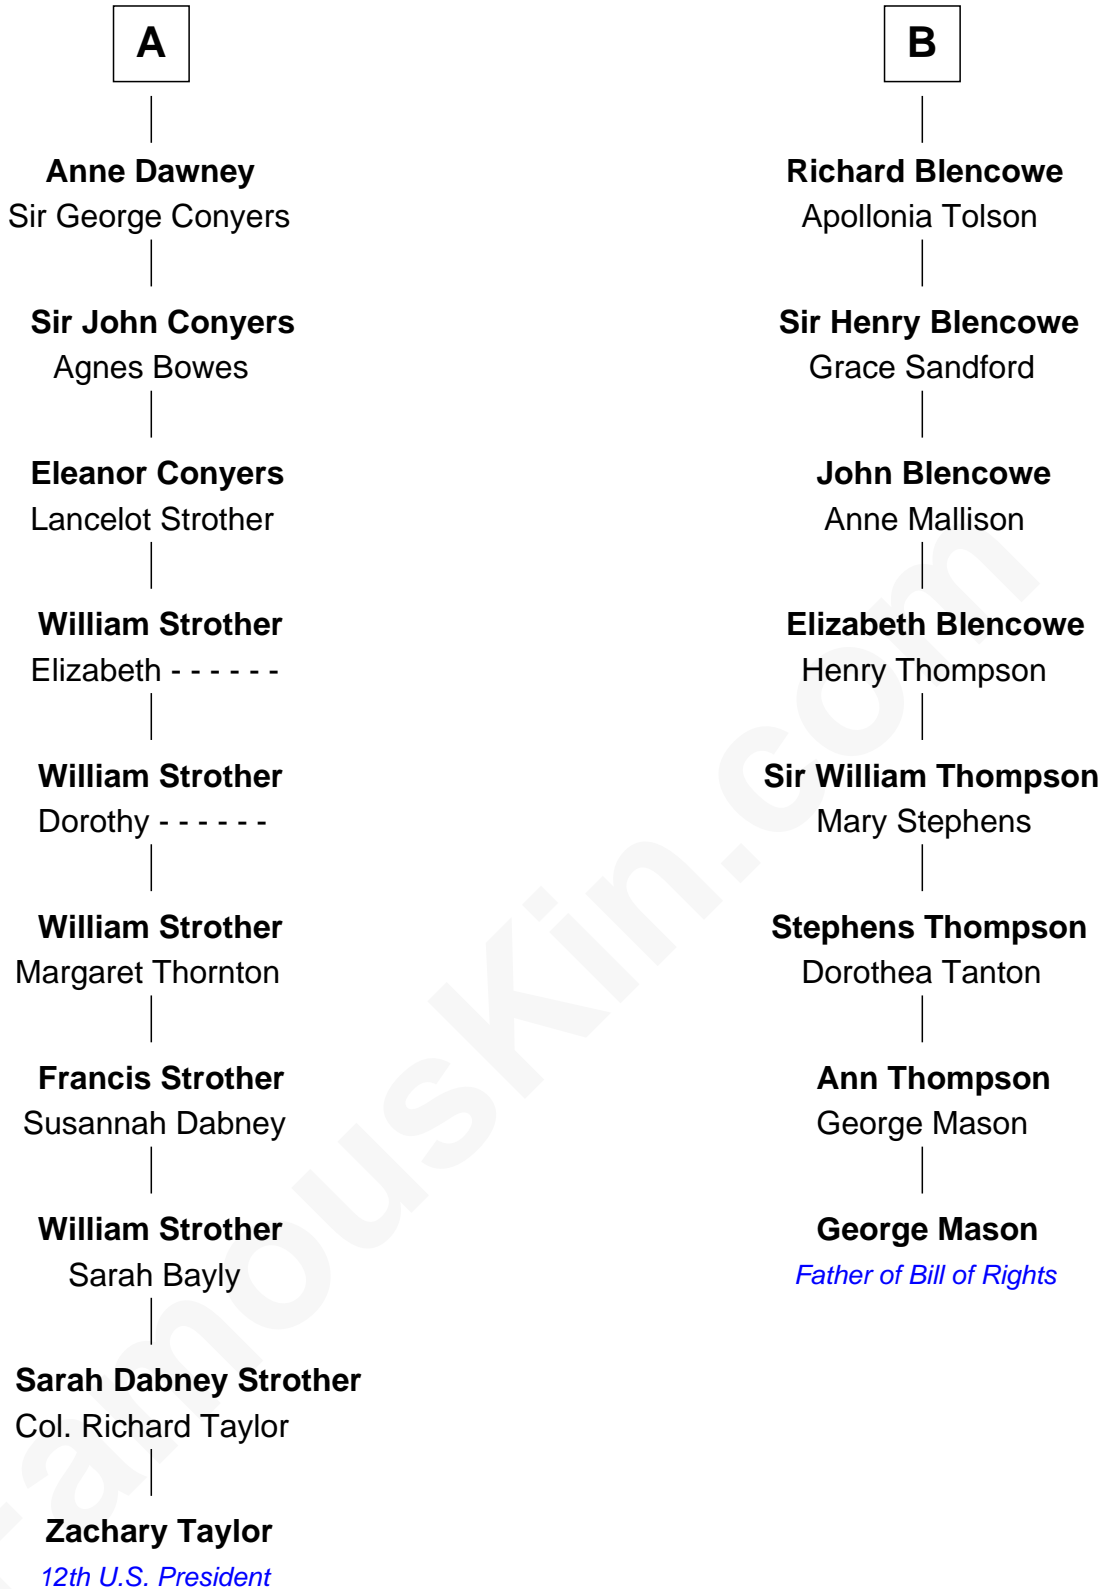 A
Anne Dawney
Sir George Conyers
Sir John Conyers
Agnes Bowes
Eleanor Conyers
Lancelot Strother
William Strother
Elizabeth - - - - - -
William Strother
Dorothy - - - - - -
William Strother
Margaret Thornton
Francis Strother
Susannah Dabney
William Strother
Sarah Bayly
Sarah Dabney Strother
Col. Richard Taylor
Zachary Taylor
12th U.S. President
B
Richard Blencowe
Apollonia Tolson
Sir Henry Blencowe
Grace Sandford
John Blencowe
Anne Mallison
Elizabeth Blencowe
Henry Thompson
Sir William Thompson
Mary Stephens
Stephens Thompson
Dorothea Tanton
Ann Thompson
George Mason
George Mason
Father of Bill of Rights
FamousKin.com